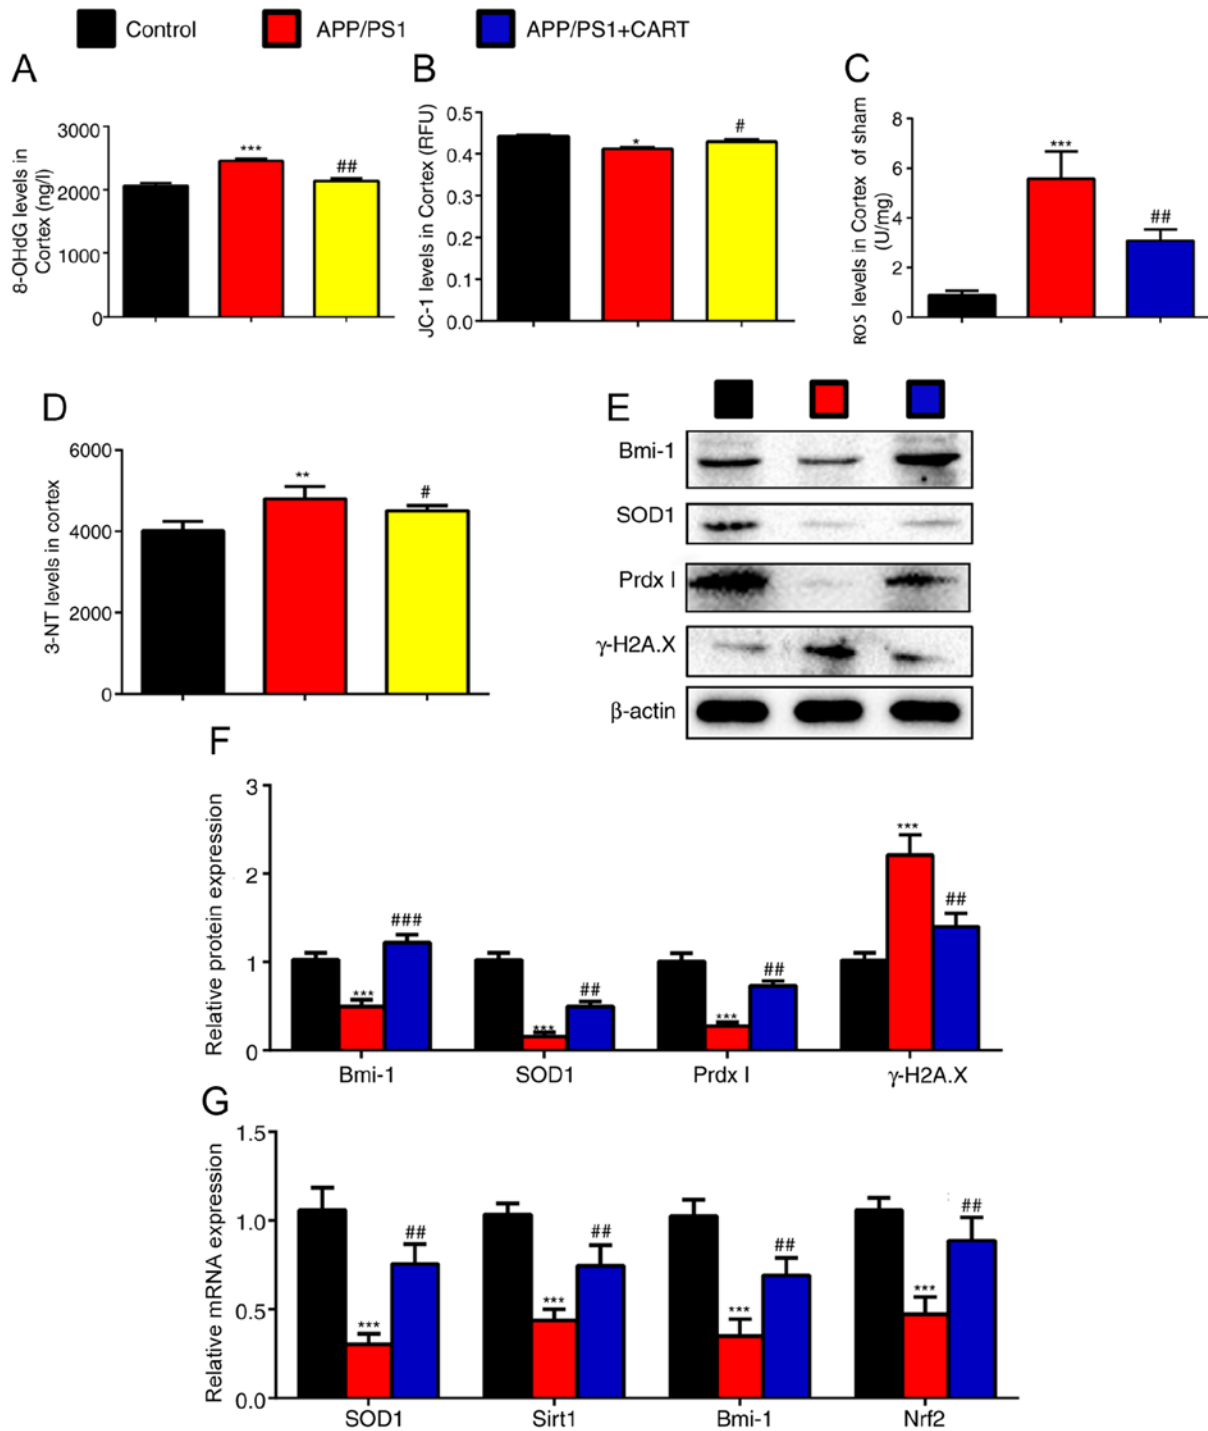 Control APP/PS1 APP/PS1+CART
A
8-OHdG levels in
Cortex (ng/l)
3000
2000
1000
0
***
##
B
JC-1 levels in Cortex (RFU)
0.5
0.4
0.3
0.2
0.1
0.0
*
#
C
ROS levels in Cortex of sham
(U/mg)
8
6
4
2
0
***
##
D
3-NT levels in cortex
6000
4000
2000
0
**
#
E
Bmi-1
SOD1
Prdx I
γ-H2A.X
β-actin
F
Relative protein expression
3
2
1
0
***
###
***
##
***
##
***
##
Bmi-1 SOD1 Prdx I γ-H2A.X
G
Relative mRNA expression
1.5
1.0
0.5
0.0
***
##
***
##
***
##
***
##
SOD1 Sirt1 Bmi-1 Nrf2